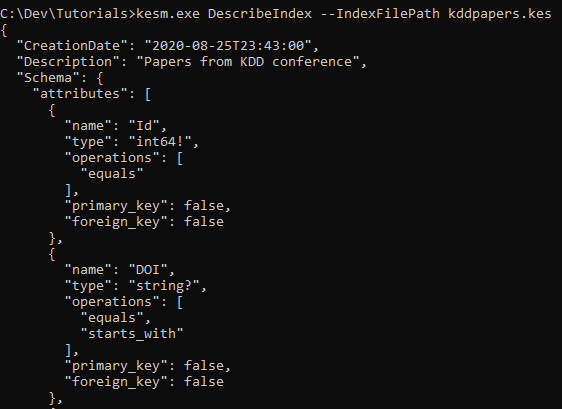 C:\Dev\Tutorials>kesm.exe DescribeIndex --IndexFilePath kddpapers.kes
{
  "CreationDate": "2020-08-25T23:43:00",
  "Description": "Papers from KDD conference",
  "Schema": {
    "attributes": [
      {
        "name": "Id",
        "type": "int64!",
        "operations": [
          "equals"
        ],
        "primary_key": false,
        "foreign_key": false
      },
      {
        "name": "DOI",
        "type": "string?",
        "operations": [
          "equals",
          "starts_with"
        ],
        "primary_key": false,
        "foreign_key": false
      },